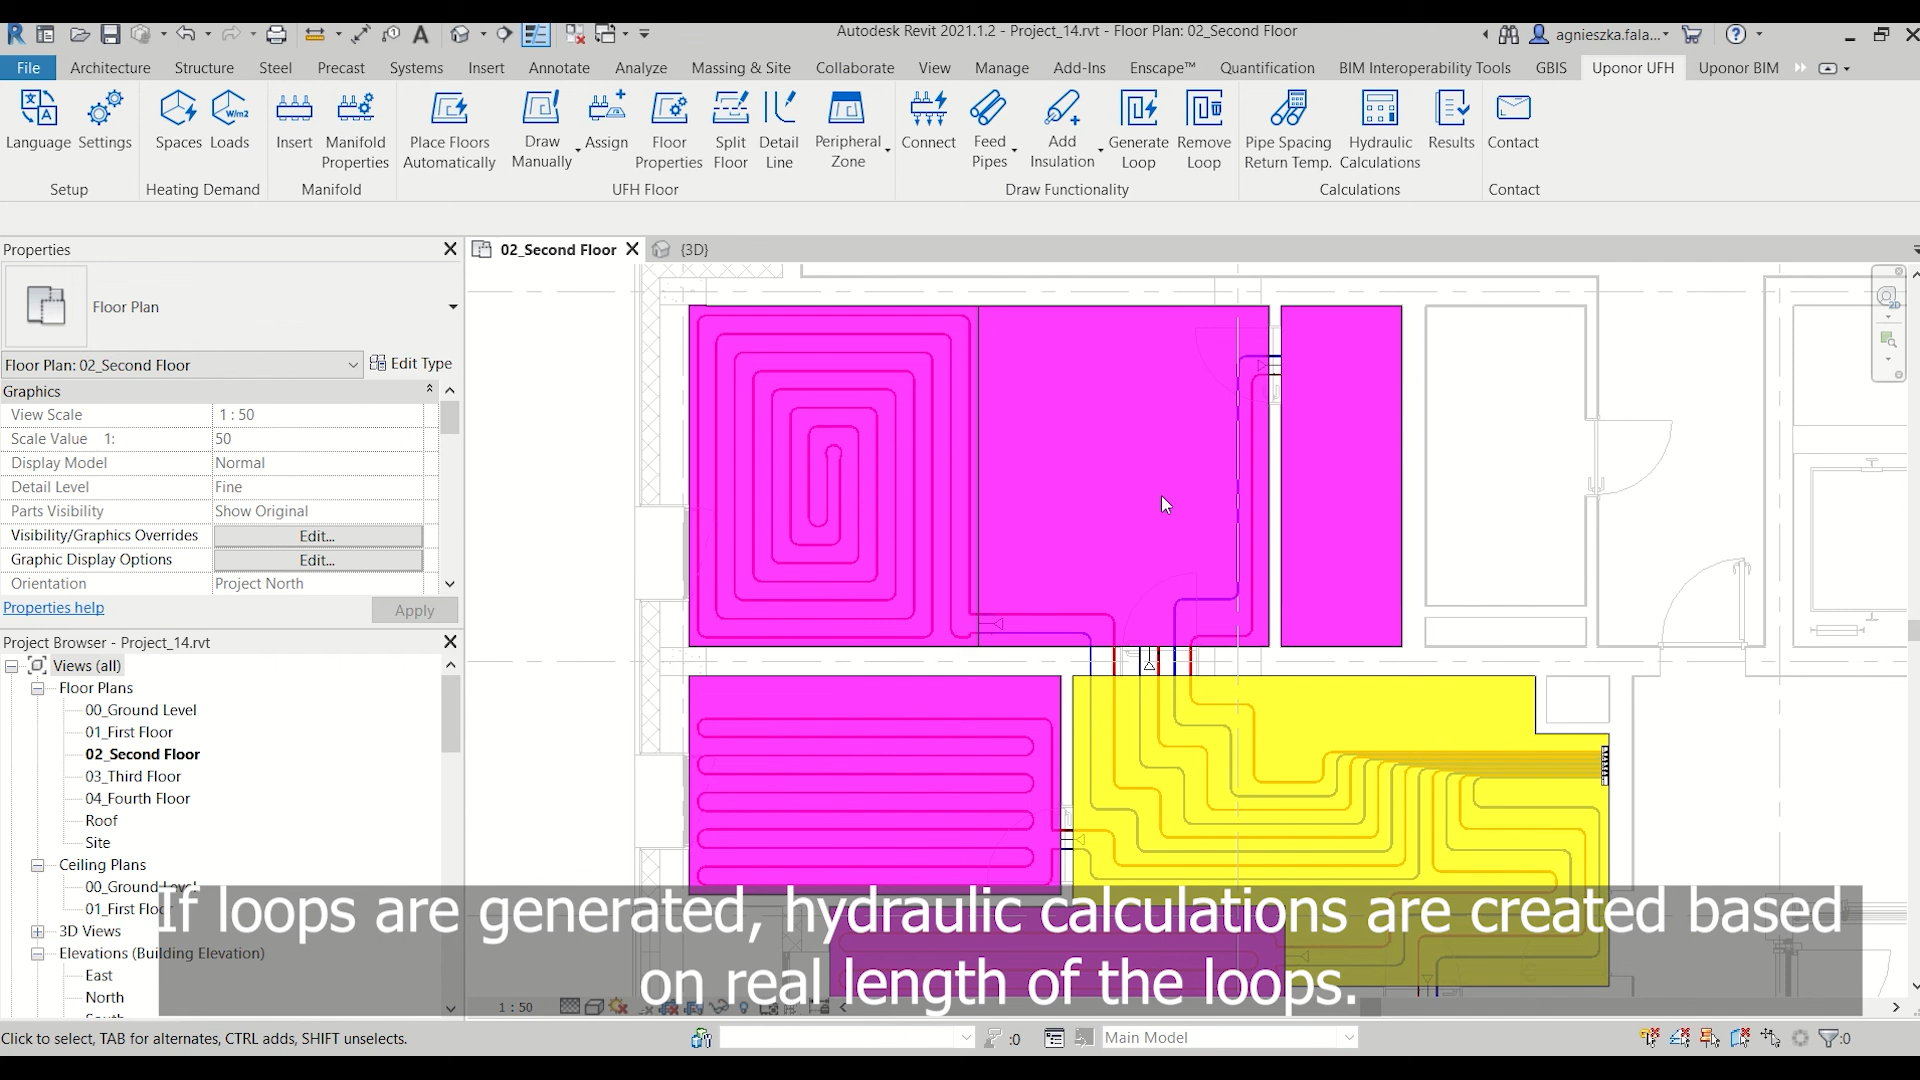 Autodesk Revit 2021.1.2 - Project_14.rvt - Floor Plan: 02_Second Floor
agnieszka.fala...
File Architecture Structure Steel Precast Systems Insert Annotate Analyze Massing & Site Collaborate View Manage Add-Ins Enscape™ Quantification BIM Interoperability Tools GBIS Uponor UFH Uponor BIM
Language Settings Spaces Loads Insert Manifold Properties Place Floors Automatically Draw Manually Assign Floor Properties Split Floor Detail Line Peripheral Zone Connect Feed Pipes Add Insulation Generate Loop Remove Loop Pipe Spacing Return Temp. Hydraulic Calculations Results Contact
Setup Heating Demand Manifold UFH Floor Draw Functionality Calculations Contact
Properties
02_Second Floor
{3D}
Floor Plan
Floor Plan: 02_Second Floor
Edit Type
Graphics
View Scale 1 : 50
Scale Value 1: 50
Display Model Normal
Detail Level Fine
Parts Visibility Show Original
Visibility/Graphics Overrides Edit...
Graphic Display Options Edit...
Orientation Project North
Properties help
Apply
Project Browser - Project_14.rvt
Views (all)
Floor Plans
00_Ground Level
01_First Floor
02_Second Floor
03_Third Floor
04_Fourth Floor
Roof
Site
Ceiling Plans
00_Ground Level
01_First Floor
3D Views
Elevations (Building Elevation)
East
North
If loops are generated, hydraulic calculations are created based
on real length of the loops.
1 : 50
Click to select, TAB for alternates, CTRL adds, SHIFT unselects.
:0
Main Model
:0